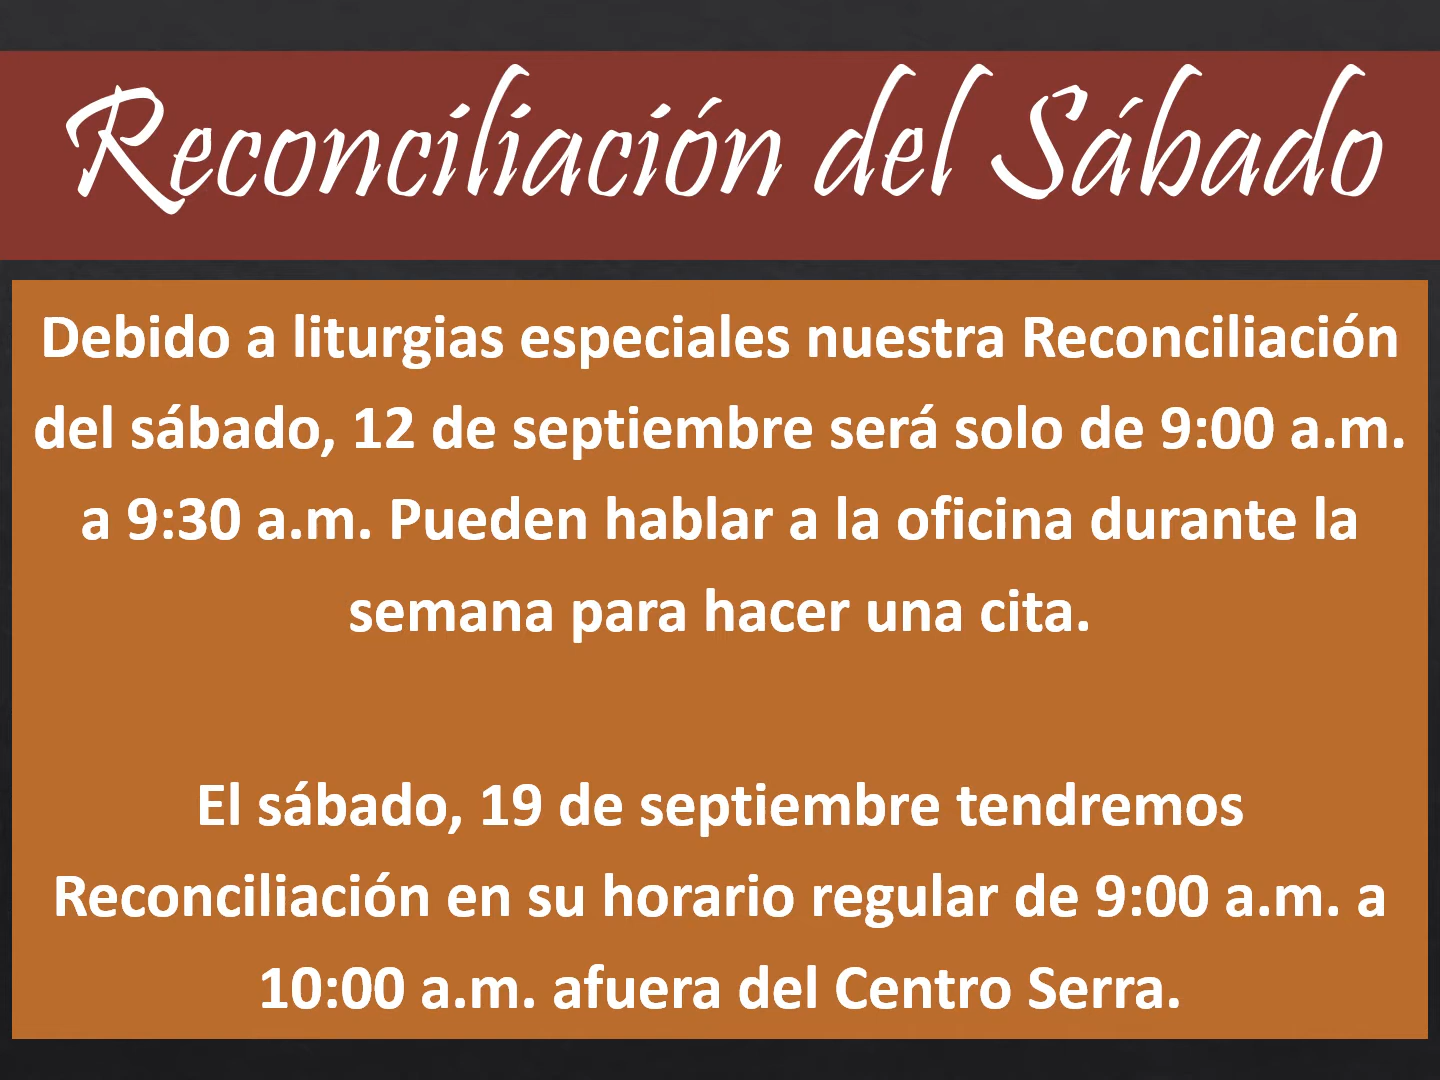 Reconciliación del Sábado
Debido a liturgias especiales nuestra Reconciliación
del sábado, 12 de septiembre será solo de 9:00 a.m.
a 9:30 a.m. Pueden hablar a la oficina durante la
semana para hacer una cita.
El sábado, 19 de septiembre tendremos
Reconciliación en su horario regular de 9:00 a.m. a
10:00 a.m. afuera del Centro Serra.